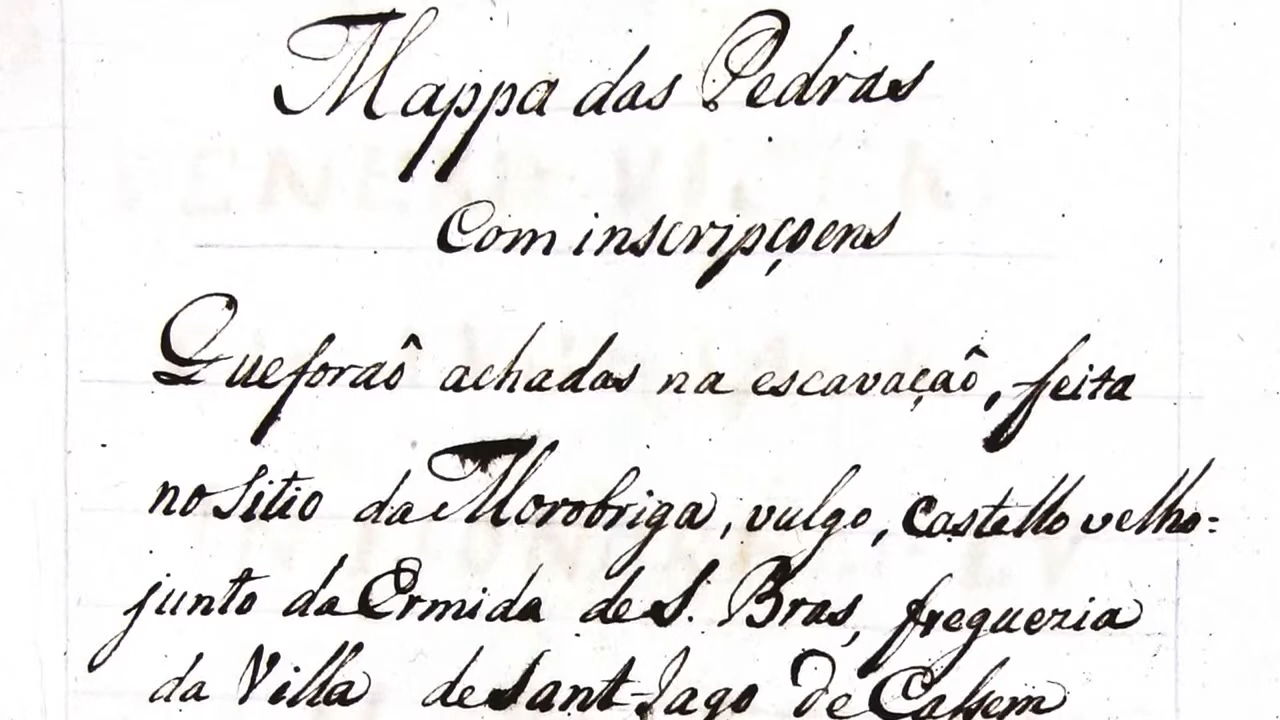 Mappa das Pedras
Com inscripçoens
Que foraô achadas na escavaçaô, feita
no Sitio da Morobriga, vulgo, Castello velho=
junto da Ermida de S. Bras, freguezia
da Villa de Sant-Iago de Cassem